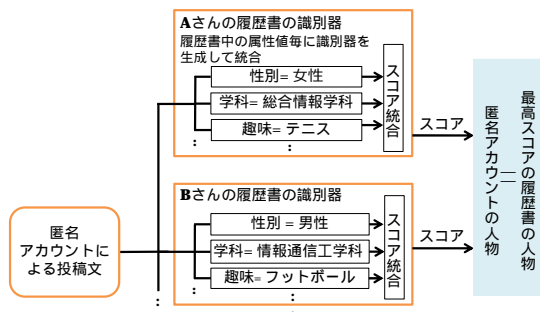 Aさんの履歴書の識別器
履歴書中の属性値毎に識別器を
生成して統合
性別= 女性
学科= 総合情報学科
趣味= テニス
:
:
スコア統合
スコア
Bさんの履歴書の識別器
性別 = 男性
学科= 情報通信工学科
趣味= フットボール
:
:
スコア統合
スコア
匿名
アカウントに
よる投稿文
:
最高スコアの履歴書の人物
=
匿名アカウントの人物